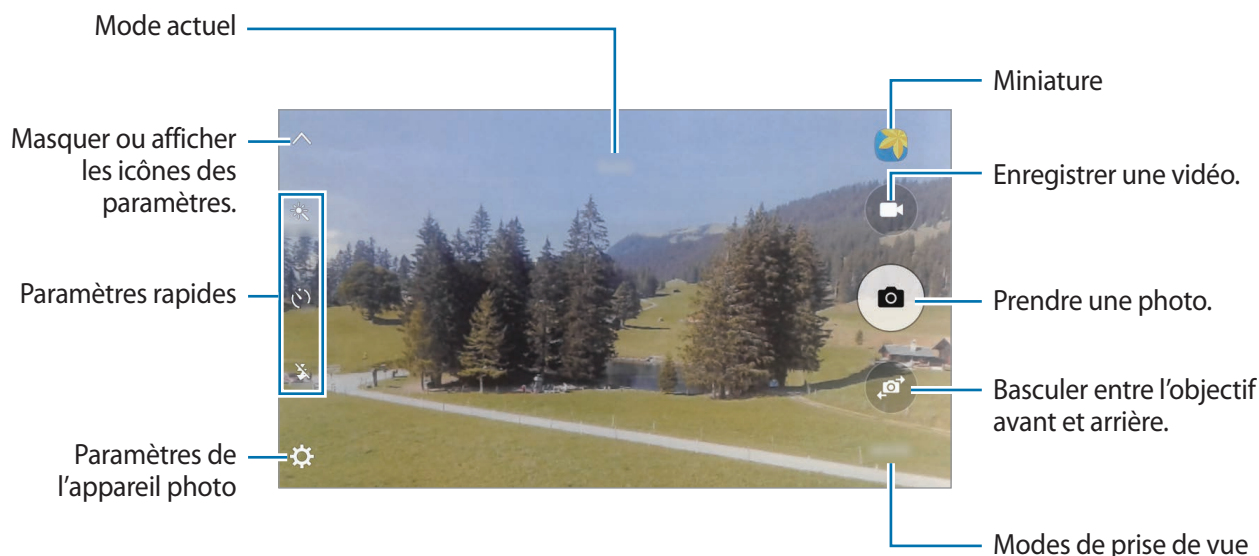 Mode actuel
Masquer ou afficher
les icônes des
paramètres.
Paramètres rapides
Paramètres de
l'appareil photo
Miniature
Enregistrer une vidéo.
Prendre une photo.
Basculer entre l'objectif
avant et arrière.
Modes de prise de vue